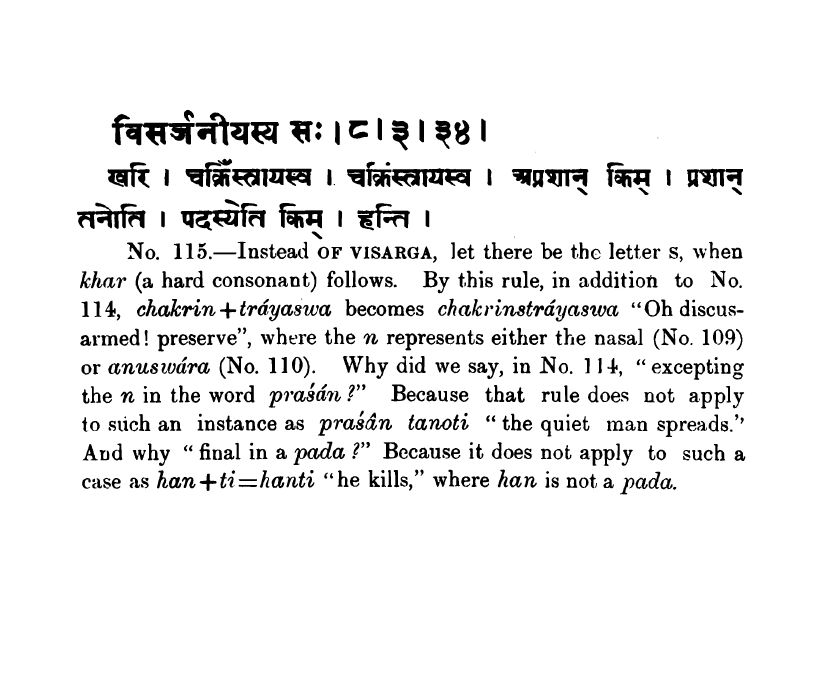 विसर्ज्जनीयस्य सः । ८ । ३ । ३४ ।
खरि । चक्रिँस्त्रायस्व । चक्रिंस्त्रायस्व । अप्रशान् किम् । प्रशान्
तनोति । पदस्येति किम् । हन्ति ।
No. 115.—Instead OF VISARGA, let there be the letter S, when
khar (a hard consonant) follows. By this rule, in addition to No.
114, chakrin+tráyaswa becomes chakrinstráyaswa “Oh discus-
armed! preserve”, where the n represents either the nasal (No. 109)
or anuswára (No. 110). Why did we say, in No. 114, “excepting
the n in the word praśán?” Because that rule does not apply
to such an instance as praśân tanoti “the quiet man spreads.”
And why “final in a pada?” Because it does not apply to such a
case as han+ti=hanti “he kills,” where han is not a pada.